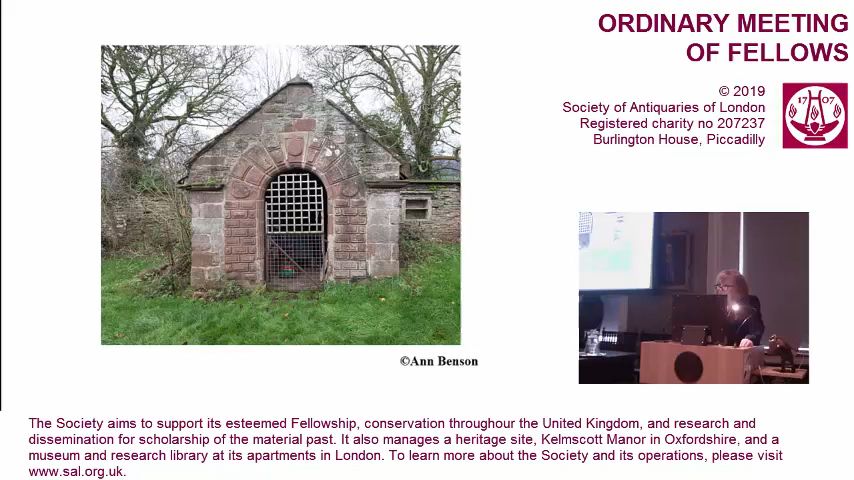 ORDINARY MEETING
OF FELLOWS
© 2019
Society of Antiquaries of London
Registered charity no 207237
Burlington House, Piccadilly
17 07
©Ann Benson
The Society aims to support its esteemed Fellowship, conservation throughour the United Kingdom, and research and
dissemination for scholarship of the material past. It also manages a heritage site, Kelmscott Manor in Oxfordshire, and a
museum and research library at its apartments in London. To learn more about the Society and its operations, please visit
www.sal.org.uk.